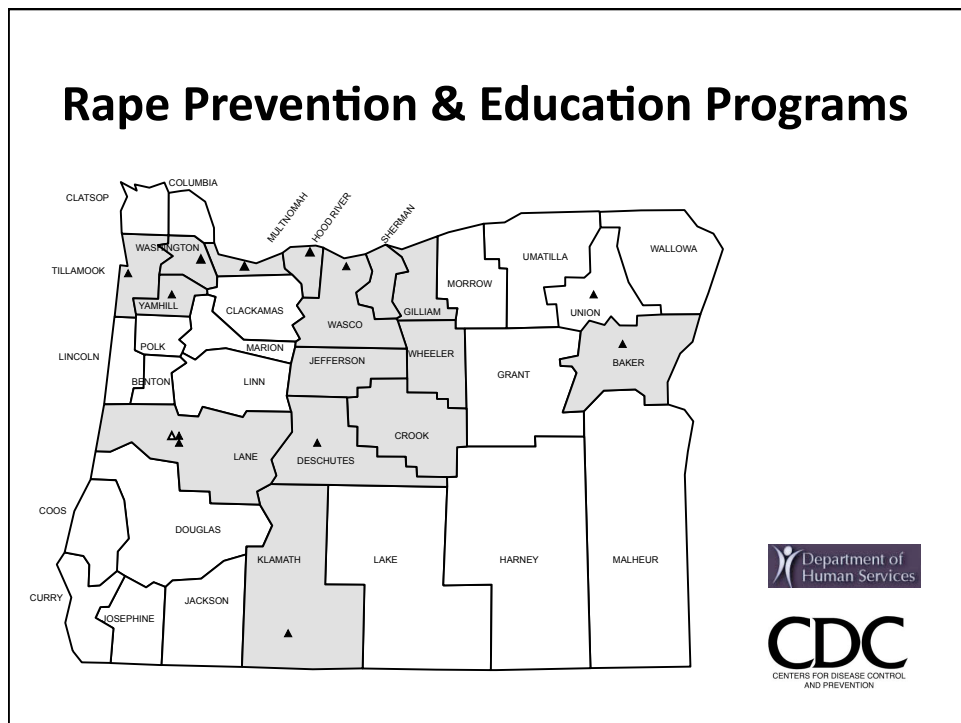 Rape Prevention & Education Programs
COLUMBIA
CLATSOP
MULTNOMAH
HOOD RIVER
SHERMAN
WASHINGTON
UMATILLA
WALLOWA
TILLAMOOK
MORROW
YAMHILL
CLACKAMAS
GILLIAM
UNION
WASCO
POLK
MARION
LINCOLN
JEFFERSON
WHEELER
BAKER
GRANT
BENTON
LINN
CROOK
LANE
DESCHUTES
COOS
DOUGLAS
KLAMATH
LAKE
HARNEY
MALHEUR
CURRY
JACKSON
JOSEPHINE
Department of
Human Services
CDC
CENTERS FOR DISEASE CONTROL
AND PREVENTION